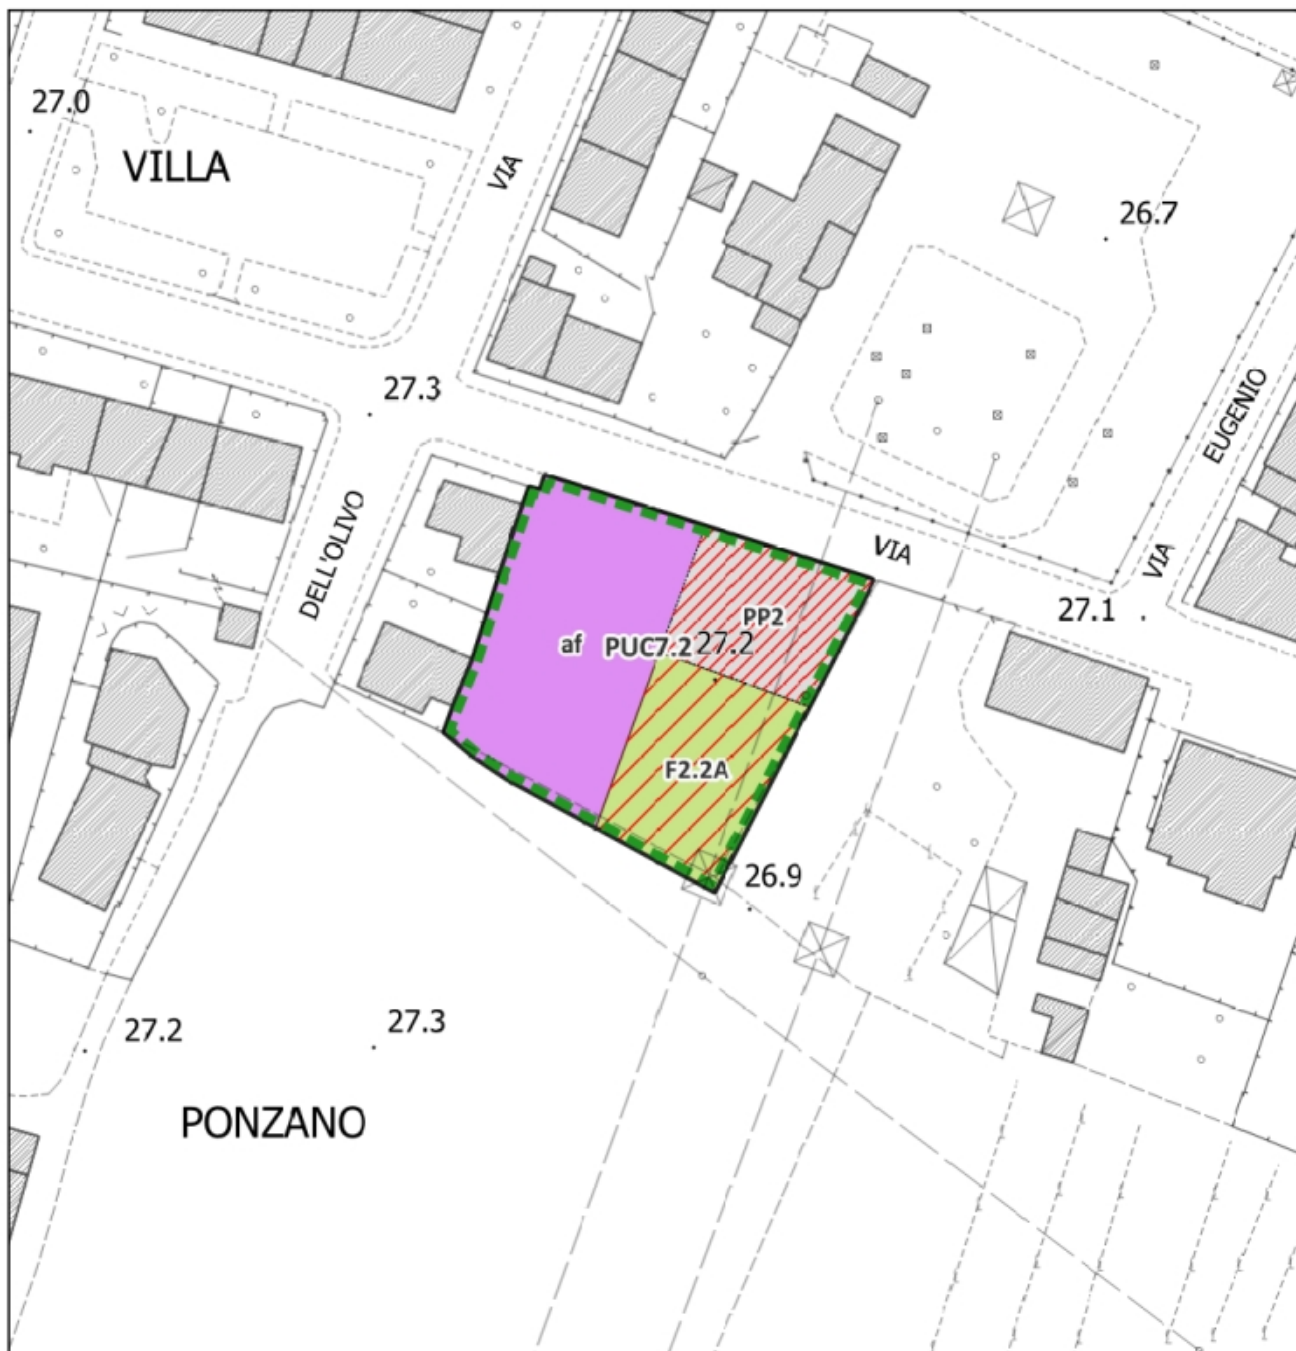 27.0
VILLA
VIA
26.7
27.3
EUGENIO
DELL'OLIVO
VIA
VIA
27.1
PP2
af
PUC7.2
27.2
F2.2A
26.9
27.2
27.3
PONZANO